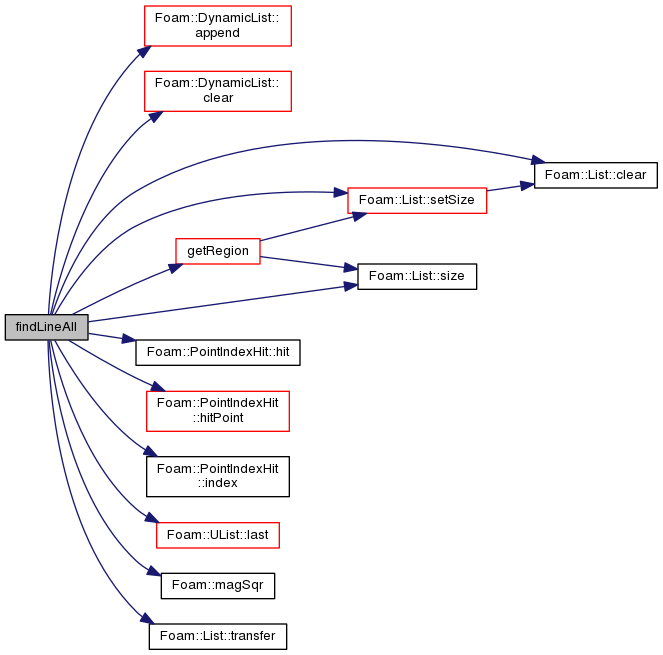 Foam::DynamicList::
append
Foam::DynamicList::
clear
Foam::List::clear
Foam::List::setSize
getRegion
Foam::List::size
findLineAll
Foam::PointIndexHit::hit
Foam::PointIndexHit
::hitPoint
Foam::PointIndexHit
::index
Foam::UList::last
Foam::magSqr
Foam::List::transfer